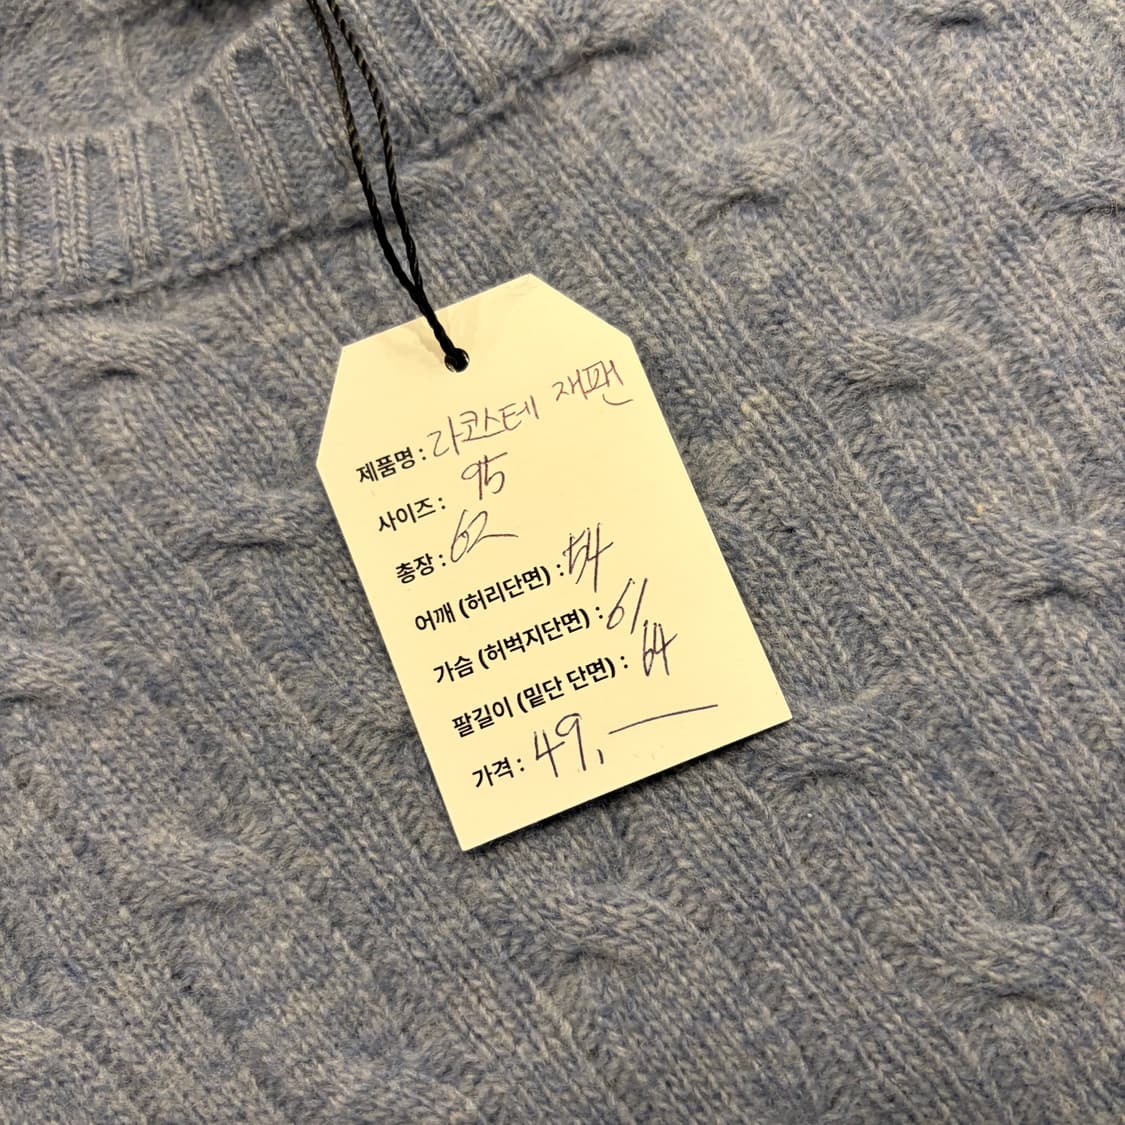 제품명 : 라코스테 재팬
사이즈 : 95
총장 : 62
어깨 (허리단면) : 54
가슴 (허벅지단면) : 61
팔길이 (밑단 단면) : 64
가격 : 49,—